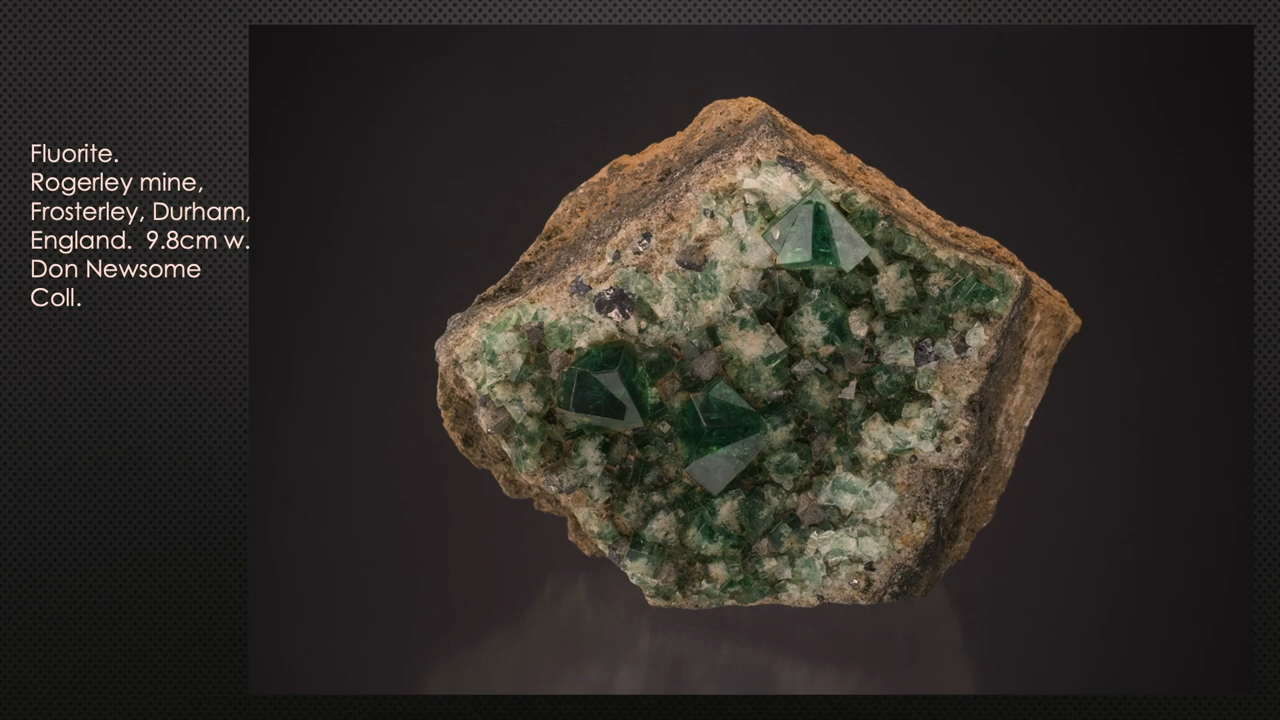 Fluorite.
Rogerley mine,
Frosterley, Durham,
England.  9.8cm w.
Don Newsome
Coll.